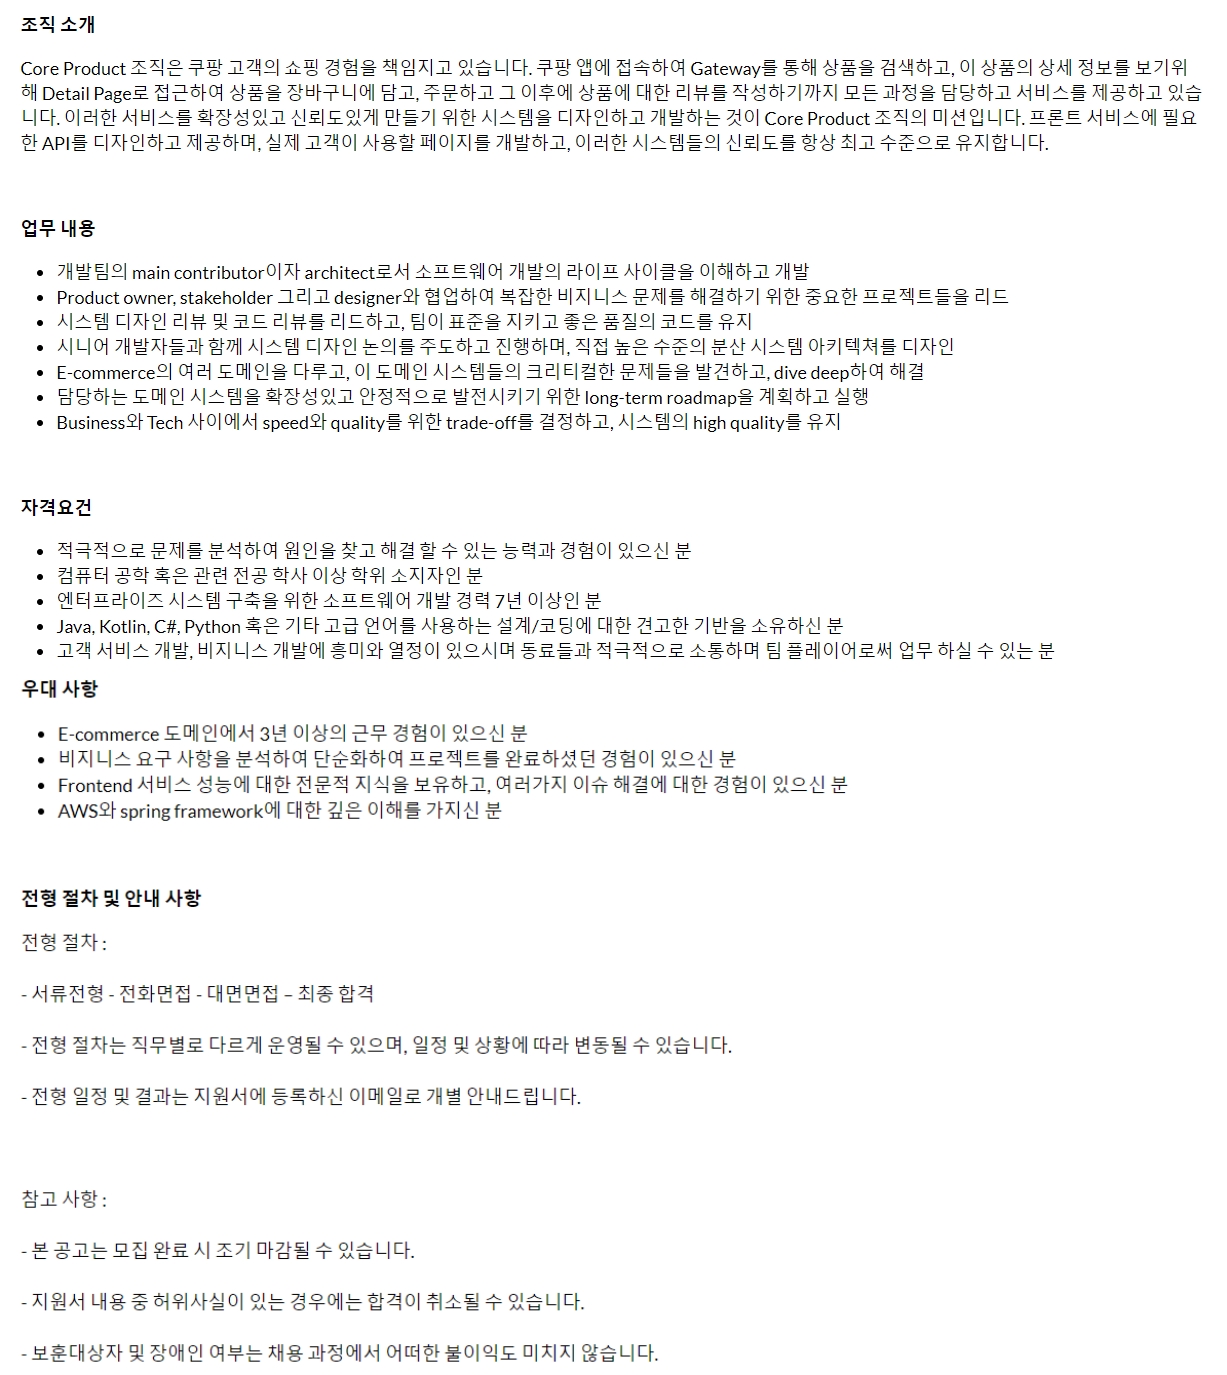 조직 소개
Core Product 조직은 쿠팡 고객의 쇼핑 경험을 책임지고 있습니다. 쿠팡 앱에 접속하여 Gateway를 통해 상품을 검색하고, 이 상품의 상세 정보를 보기위
해 Detail Page로 접근하여 상품을 장바구니에 담고, 주문하고 그 이후에 상품에 대한 리뷰를 작성하기까지 모든 과정을 담당하고 서비스를 제공하고 있습
니다. 이러한 서비스를 확장성있고 신뢰도있게 만들기 위한 시스템을 디자인하고 개발하는 것이 Core Product 조직의 미션입니다. 프론트 서비스에 필요
한 API를 디자인하고 제공하며, 실제 고객이 사용할 페이지를 개발하고, 이러한 시스템들의 신뢰도를 항상 최고 수준으로 유지합니다.
업무 내용
• 개발팀의 main contributor이자 architect로서 소프트웨어 개발의 라이프 사이클을 이해하고 개발
• Product owner, stakeholder 그리고 designer와 협업하여 복잡한 비지니스 문제를 해결하기 위한 중요한 프로젝트들을 리드
• 시스템 디자인 리뷰 및 코드 리뷰를 리드하고, 팀이 표준을 지키고 좋은 품질의 코드를 유지
• 시니어 개발자들과 함께 시스템 디자인 논의를 주도하고 진행하며, 직접 높은 수준의 분산 시스템 아키텍쳐를 디자인
• E-commerce의 여러 도메인을 다루고, 이 도메인 시스템들의 크리티컬한 문제들을 발견하고, dive deep하여 해결
• 담당하는 도메인 시스템을 확장성있고 안정적으로 발전시키기 위한 long-term roadmap을 계획하고 실행
• Business와 Tech 사이에서 speed와 quality를 위한 trade-off를 결정하고, 시스템의 high quality를 유지
자격요건
• 적극적으로 문제를 분석하여 원인을 찾고 해결 할 수 있는 능력과 경험이 있으신 분
• 컴퓨터 공학 혹은 관련 전공 학사 이상 학위 소지자인 분
• 엔터프라이즈 시스템 구축을 위한 소프트웨어 개발 경력 7년 이상인 분
• Java, Kotlin, C#, Python 혹은 기타 고급 언어를 사용하는 설계/코딩에 대한 견고한 기반을 소유하신 분
• 고객 서비스 개발, 비지니스 개발에 흥미와 열정이 있으시며 동료들과 적극적으로 소통하며 팀 플레이어로써 업무 하실 수 있는 분
우대 사항
• E-commerce 도메인에서 3년 이상의 근무 경험이 있으신 분
• 비지니스 요구 사항을 분석하여 단순화하여 프로젝트를 완료하셨던 경험이 있으신 분
• Frontend 서비스 성능에 대한 전문적 지식을 보유하고, 여러가지 이슈 해결에 대한 경험이 있으신 분
• AWS와 spring framework에 대한 깊은 이해를 가지신 분
전형 절차 및 안내 사항
전형 절차 :
- 서류전형 - 전화면접 - 대면면접 – 최종 합격
- 전형 절차는 직무별로 다르게 운영될 수 있으며, 일정 및 상황에 따라 변동될 수 있습니다.
- 전형 일정 및 결과는 지원서에 등록하신 이메일로 개별 안내드립니다.
참고 사항 :
- 본 공고는 모집 완료 시 조기 마감될 수 있습니다.
- 지원서 내용 중 허위사실이 있는 경우에는 합격이 취소될 수 있습니다.
- 보훈대상자 및 장애인 여부는 채용 과정에서 어떠한 불이익도 미치지 않습니다.